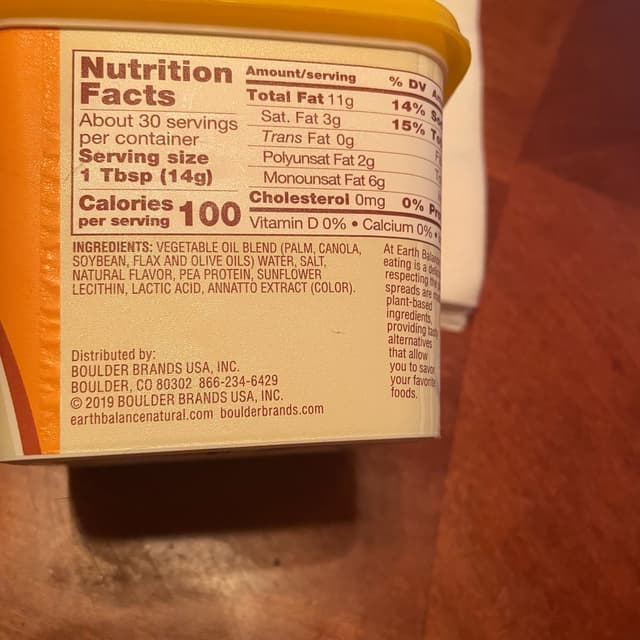 Nutrition
Facts
About 30 servings
per container
Serving size
1 Tbsp (14g)
Calories
per serving 100
Amount/serving % DV
Total Fat 11g 14%
Sat. Fat 3g 15%
Trans Fat 0g
Polyunsat Fat 2g
Monounsat Fat 6g
Cholesterol 0mg 0%
Vitamin D 0% • Calcium 0% •
INGREDIENTS: VEGETABLE OIL BLEND (PALM, CANOLA,
SOYBEAN, FLAX AND OLIVE OILS) WATER, SALT,
NATURAL FLAVOR, PEA PROTEIN, SUNFLOWER
LECITHIN, LACTIC ACID, ANNATTO EXTRACT (COLOR).
Distributed by:
BOULDER BRANDS USA, INC.
BOULDER, CO 80302 866-234-6429
© 2019 BOULDER BRANDS USA, INC.
earthbalancenatural.com boulderbrands.com
At Earth
eating is a
respecting the
spreads are
plant-based
ingredients,
providing
alternatives
that allow
you to savor
your favorite
foods.